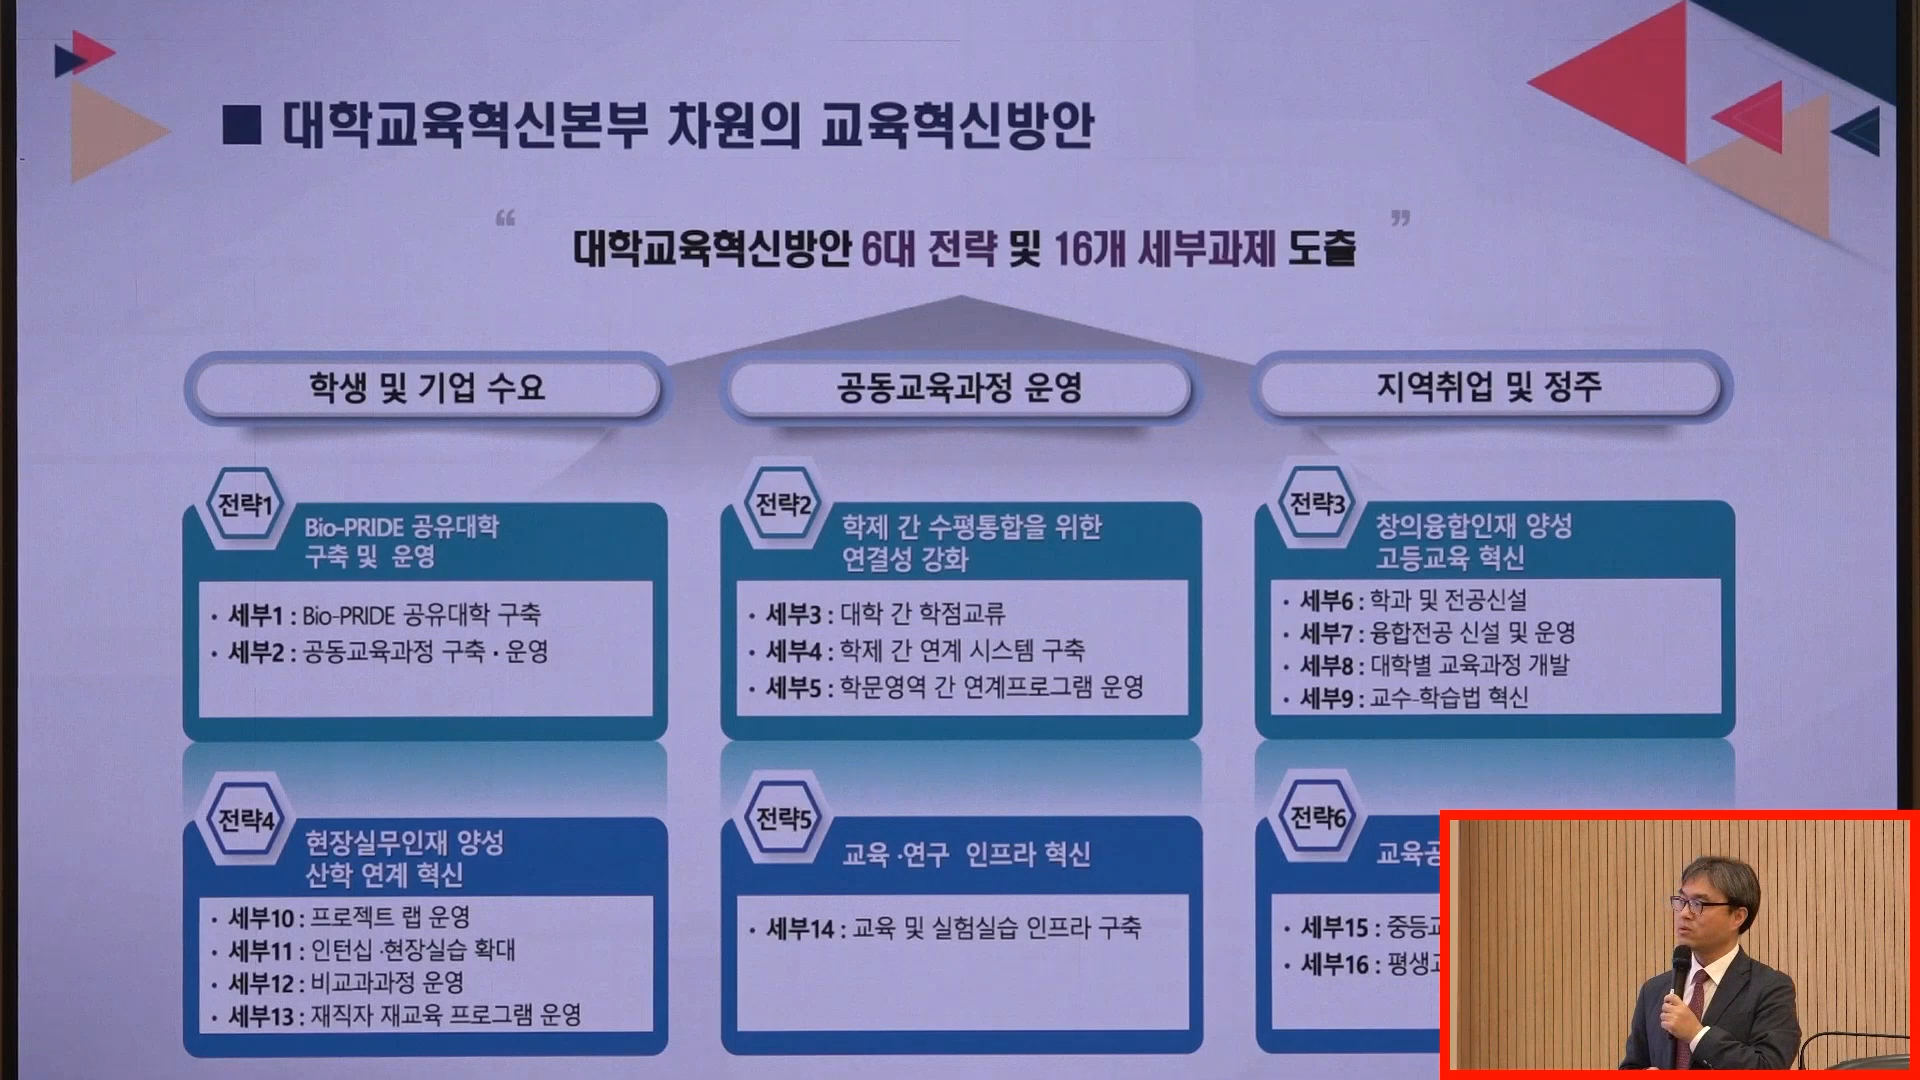 ■ 대학교육혁신본부 차원의 교육혁신방안
“ 대학교육혁신방안 6대 전략 및 16개 세부과제 도출 ”
학생 및 기업 수요
공동교육과정 운영
지역취업 및 정주
전략1
Bio-PRIDE 공유대학
구축 및 운영
• 세부1 : Bio-PRIDE 공유대학 구축
• 세부2 : 공동교육과정 구축 · 운영
전략2
학제 간 수평통합을 위한
연결성 강화
• 세부3 : 대학 간 학점교류
• 세부4 : 학제 간 연계 시스템 구축
• 세부5 : 학문영역 간 연계프로그램 운영
전략3
창의융합인재 양성
고등교육 혁신
• 세부6 : 학과 및 전공신설
• 세부7 : 융합전공 신설 및 운영
• 세부8 : 대학별 교육과정 개발
• 세부9 : 교수-학습법 혁신
전략4
현장실무인재 양성
산학 연계 혁신
• 세부10 : 프로젝트 랩 운영
• 세부11 : 인턴십 ·현장실습 확대
• 세부12 : 비교과과정 운영
• 세부13 : 재직자 재교육 프로그램 운영
전략5
교육 ·연구 인프라 혁신
• 세부14 : 교육 및 실험실습 인프라 구축
전략6
• 세부15 :
• 세부16 :